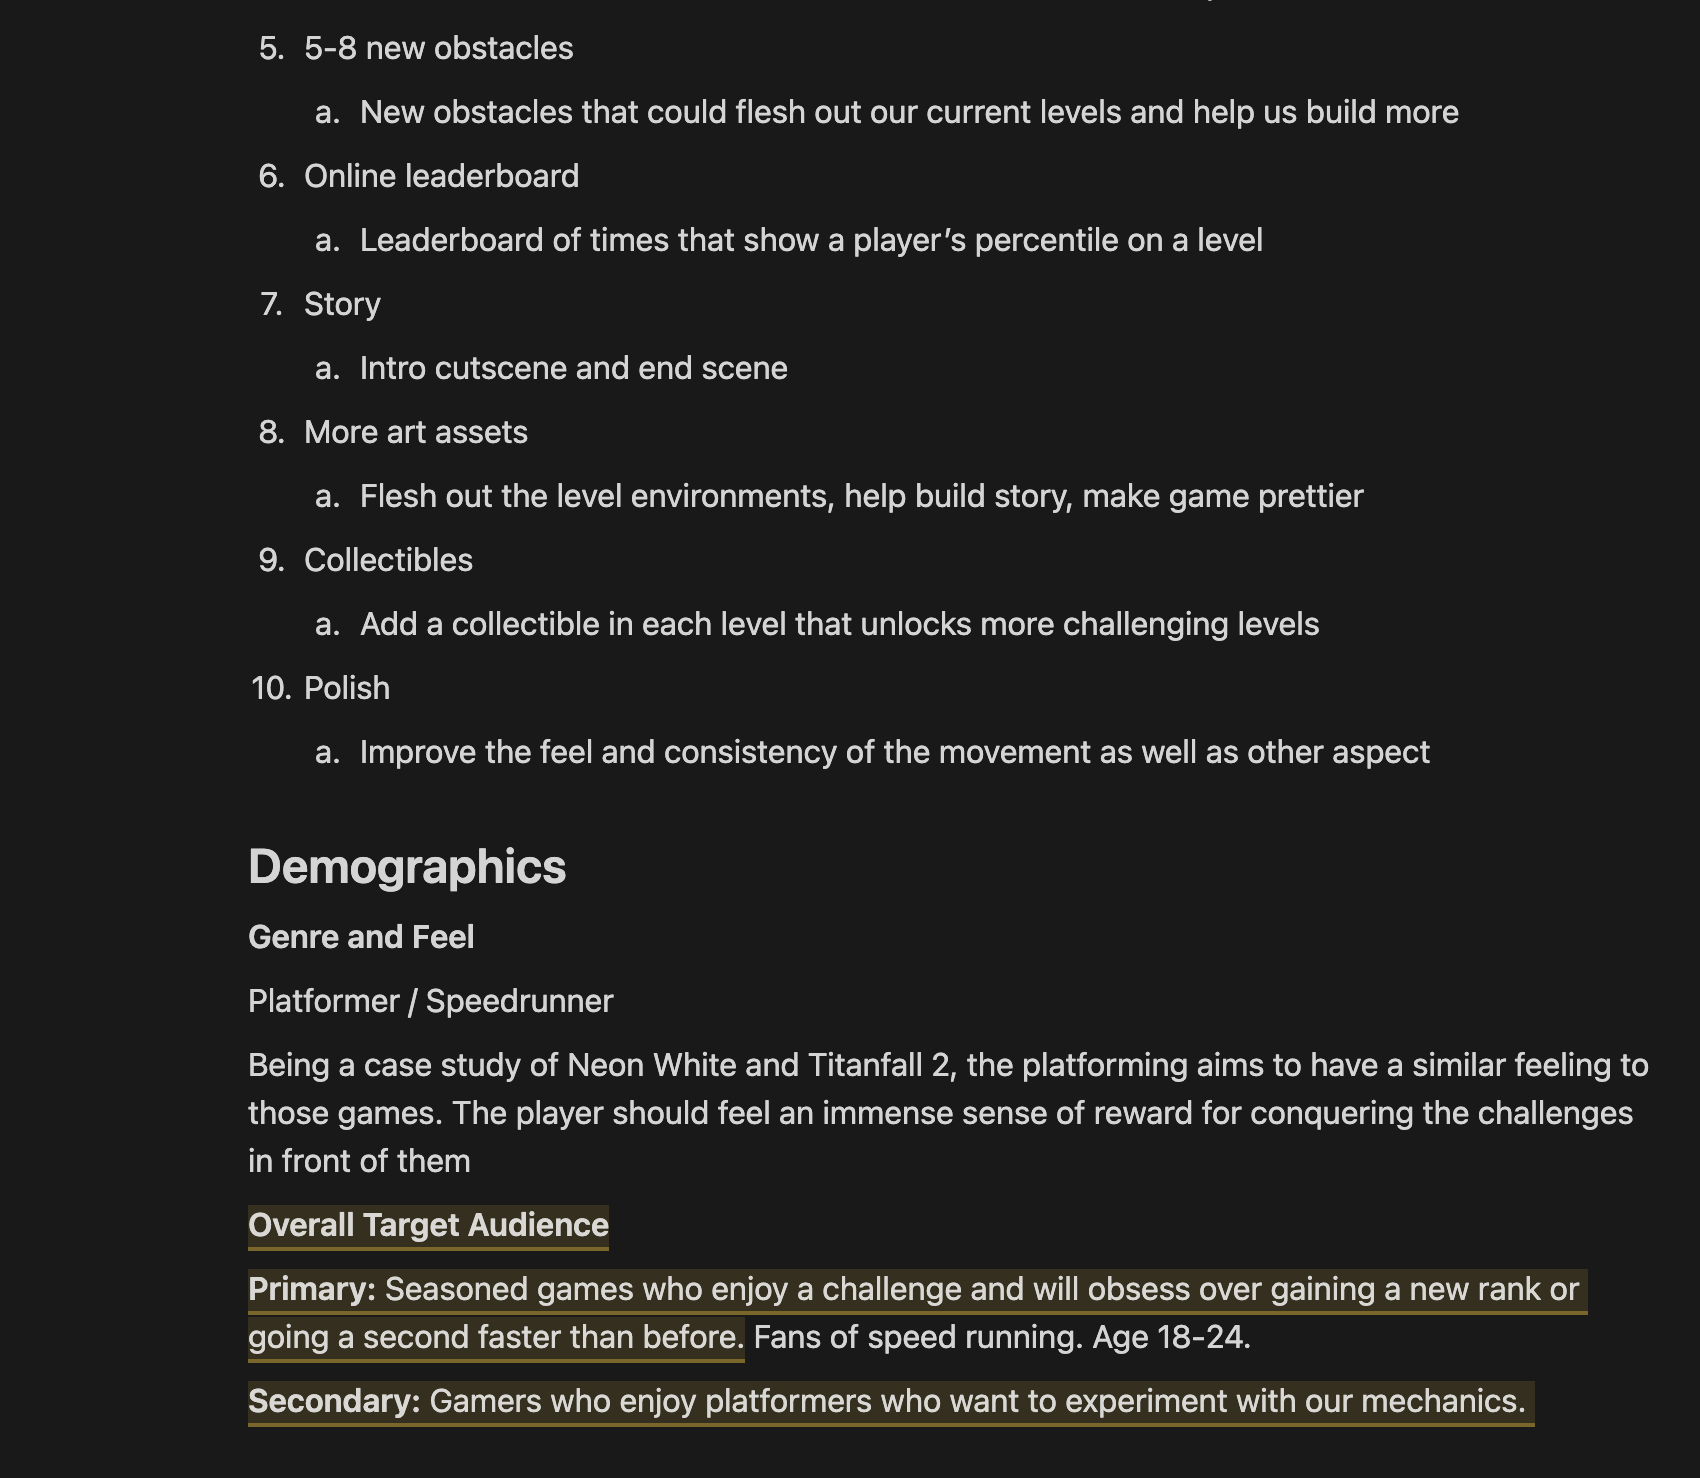 5. 5-8 new obstacles
a. New obstacles that could flesh out our current levels and help us build more
6. Online leaderboard
a. Leaderboard of times that show a player’s percentile on a level
7. Story
a. Intro cutscene and end scene
8. More art assets
a. Flesh out the level environments, help build story, make game prettier
9. Collectibles
a. Add a collectible in each level that unlocks more challenging levels
10. Polish
a. Improve the feel and consistency of the movement as well as other aspect
Demographics
Genre and Feel
Platformer / Speedrunner
Being a case study of Neon White and Titanfall 2, the platforming aims to have a similar feeling to
those games. The player should feel an immense sense of reward for conquering the challenges
in front of them
Overall Target Audience
Primary: Seasoned games who enjoy a challenge and will obsess over gaining a new rank or
going a second faster than before. Fans of speed running. Age 18-24.
Secondary: Gamers who enjoy platformers who want to experiment with our mechanics.